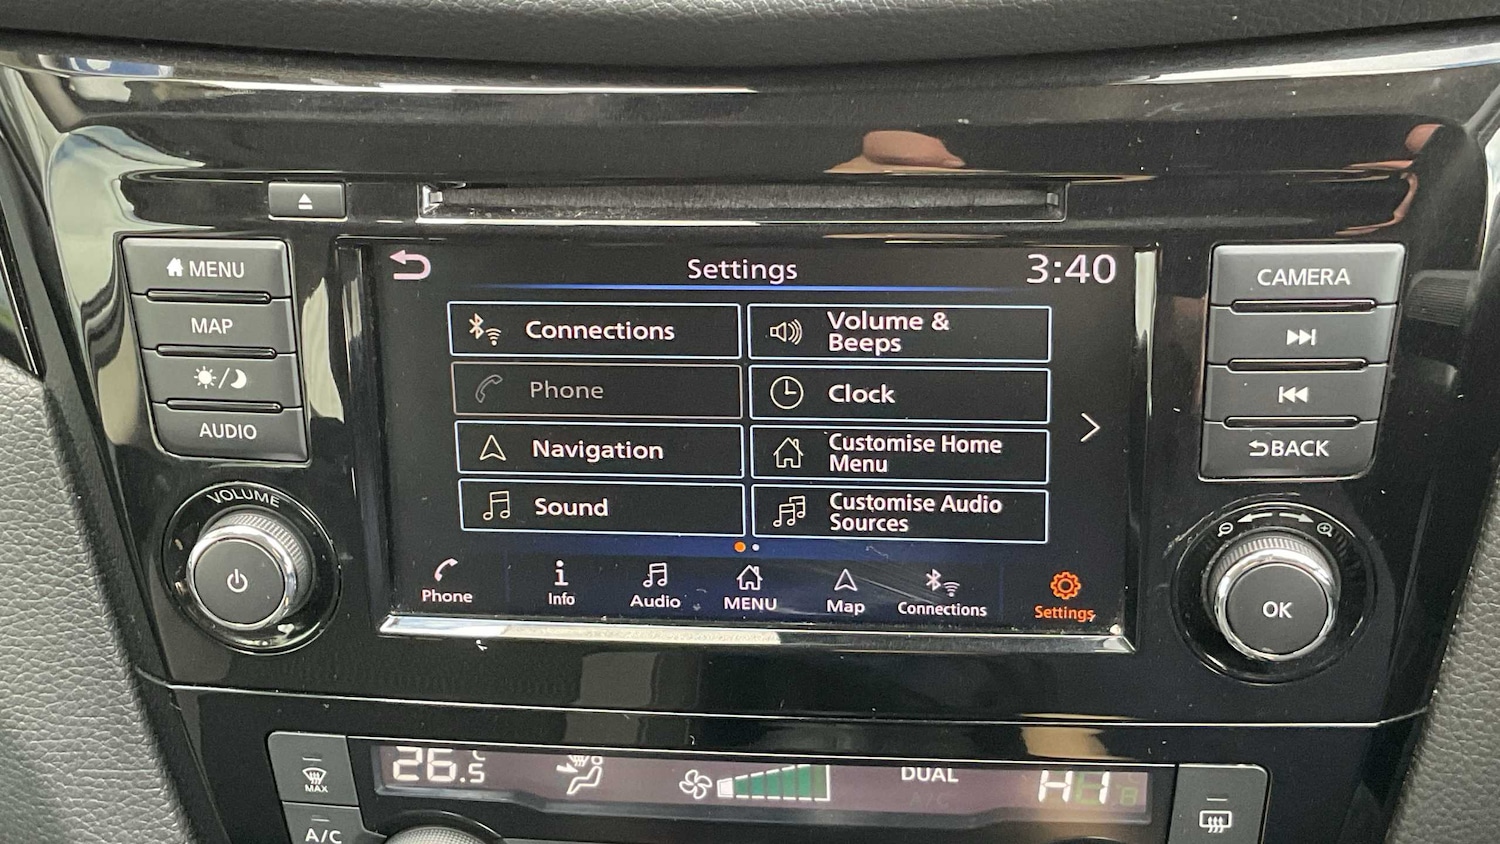 MENU
MAP
AUDIO
VOLUME
Settings
3:40
Connections
Volume &
Beeps
Phone
Clock
Navigation
Customise Home
Menu
Sound
Customise Audio
Sources
Phone
Info
Audio
MENU
Map
Connections
Settings
CAMERA
BACK
OK
MAX
A/C
26.5
DUAL
HI